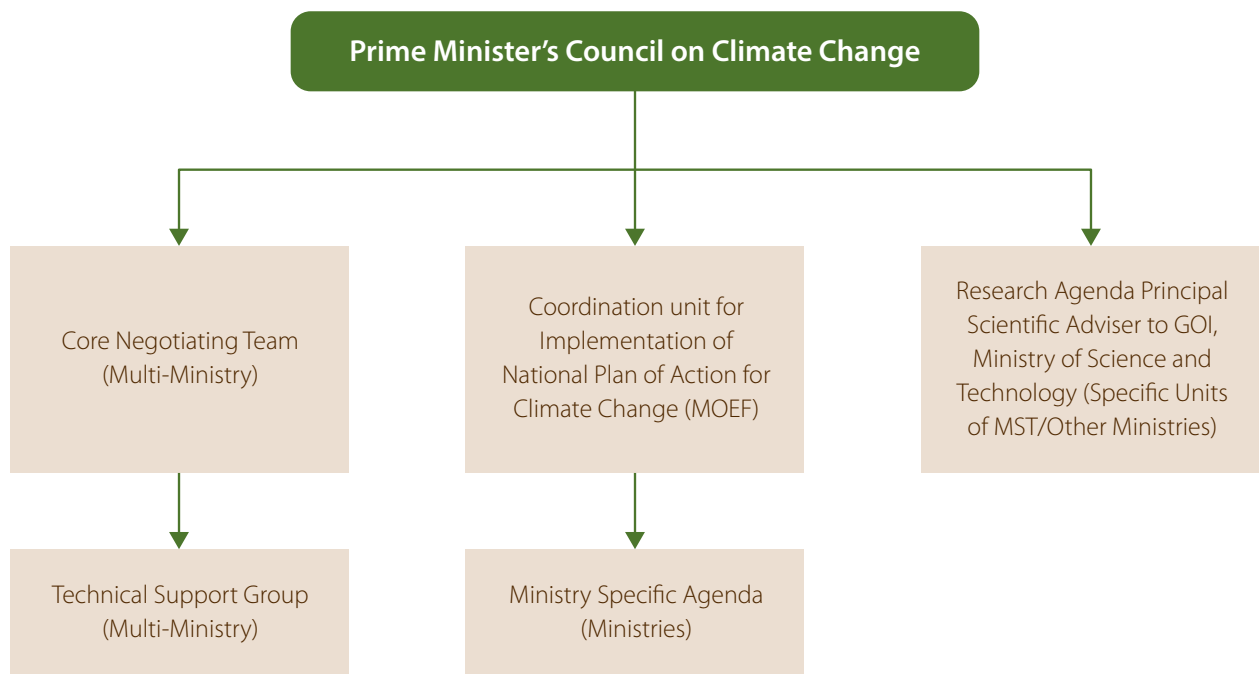 Prime Minister’s Council on Climate Change
Core Negotiating Team
(Multi-Ministry)
Coordination unit for
Implementation of
National Plan of Action for
Climate Change (MOEF)
Research Agenda Principal
Scientific Adviser to GOI,
Ministry of Science and
Technology (Specific Units
of MST/Other Ministries)
Technical Support Group
(Multi-Ministry)
Ministry Specific Agenda
(Ministries)